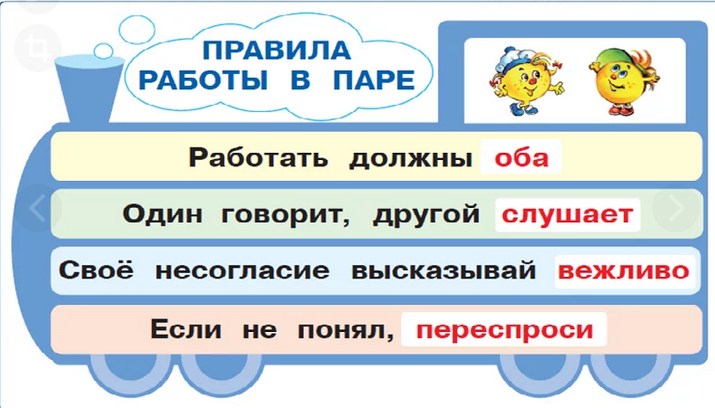 ПРАВИЛА
РАБОТЫ В ПАРЕ
Работать должны оба
Один говорит, другой слушает
Своё несогласие высказывай вежливо
Если не понял, переспроси